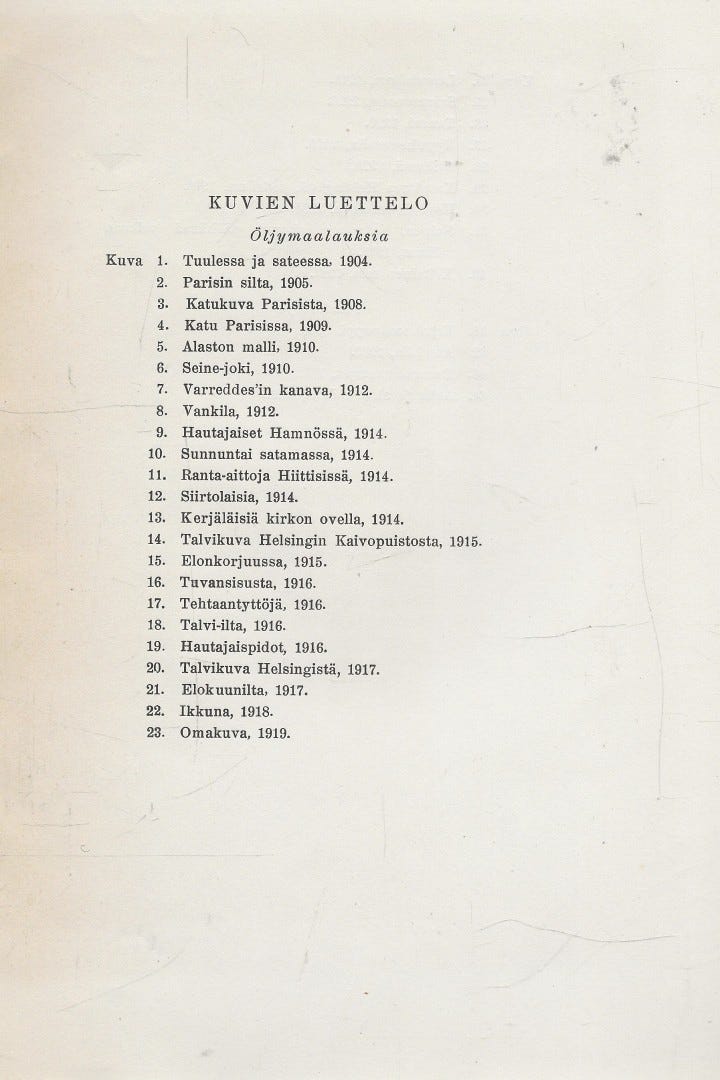 KUVIEN LUETTELO
Öljymaalauksia
Kuva 1. Tuulessa ja sateessa, 1904.
2. Parisin silta, 1905.
3. Katukuva Parisista, 1908.
4. Katu Parisissa, 1909.
5. Alaston malli, 1910.
6. Seine-joki, 1910.
7. Varreddes'in kanava, 1912.
8. Vankila, 1912.
9. Hautajaiset Hamnössä, 1914.
10. Sunnuntai satamassa, 1914.
11. Ranta-aittoja Hiittisissä, 1914.
12. Siirtolaisia, 1914.
13. Kerjäläisiä kirkon ovella, 1914.
14. Talvikuva Helsingin Kaivopuistosta, 1915.
15. Elonkorjuussa, 1915.
16. Tuvansisusta, 1916.
17. Tehtaantyttöjä, 1916.
18. Talvi-ilta, 1916.
19. Hautajaispidot, 1916.
20. Talvikuva Helsingistä, 1917.
21. Elokuunilta, 1917.
22. Ikkuna, 1918.
23. Omakuva, 1919.